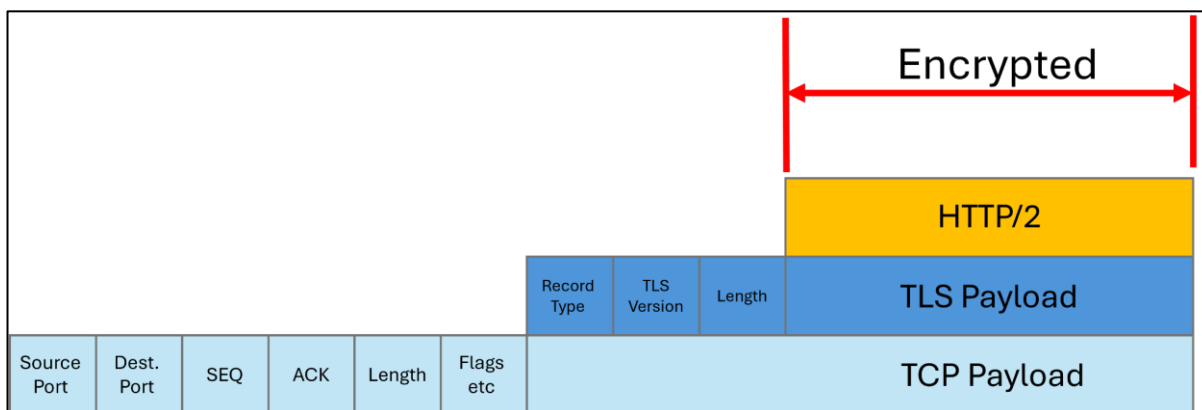 Encrypted
HTTP/2
Record
Type
TLS
Version
Length
TLS Payload
Source
Port
Dest.
Port
SEQ
ACK
Length
Flags
etc
TCP Payload